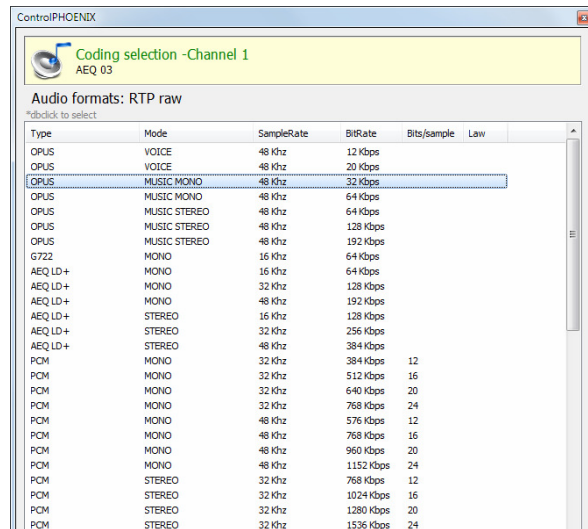 ControlPHOENIX
Coding selection -Channel 1
AEQ 03
Audio formats: RTP raw
*dbclick to select
Type Mode SampleRate BitRate Bits/sample Law
OPUS VOICE 48 Khz 12 Kbps
OPUS VOICE 48 Khz 20 Kbps
OPUS MUSIC MONO 48 Khz 32 Kbps
OPUS MUSIC MONO 48 Khz 64 Kbps
OPUS MUSIC STEREO 48 Khz 64 Kbps
OPUS MUSIC STEREO 48 Khz 128 Kbps
OPUS MUSIC STEREO 48 Khz 192 Kbps
G722 MONO 16 Khz 64 Kbps
AEQ LD+ MONO 16 Khz 64 Kbps
AEQ LD+ MONO 32 Khz 128 Kbps
AEQ LD+ MONO 48 Khz 192 Kbps
AEQ LD+ STEREO 16 Khz 128 Kbps
AEQ LD+ STEREO 32 Khz 256 Kbps
AEQ LD+ STEREO 48 Khz 384 Kbps
PCM MONO 32 Khz 384 Kbps 12
PCM MONO 32 Khz 512 Kbps 16
PCM MONO 32 Khz 640 Kbps 20
PCM MONO 32 Khz 768 Kbps 24
PCM MONO 48 Khz 576 Kbps 12
PCM MONO 48 Khz 768 Kbps 16
PCM MONO 48 Khz 960 Kbps 20
PCM MONO 48 Khz 1152 Kbps 24
PCM STEREO 32 Khz 768 Kbps 12
PCM STEREO 32 Khz 1024 Kbps 16
PCM STEREO 32 Khz 1280 Kbps 20
PCM STEREO 32 Khz 1536 Kbps 24